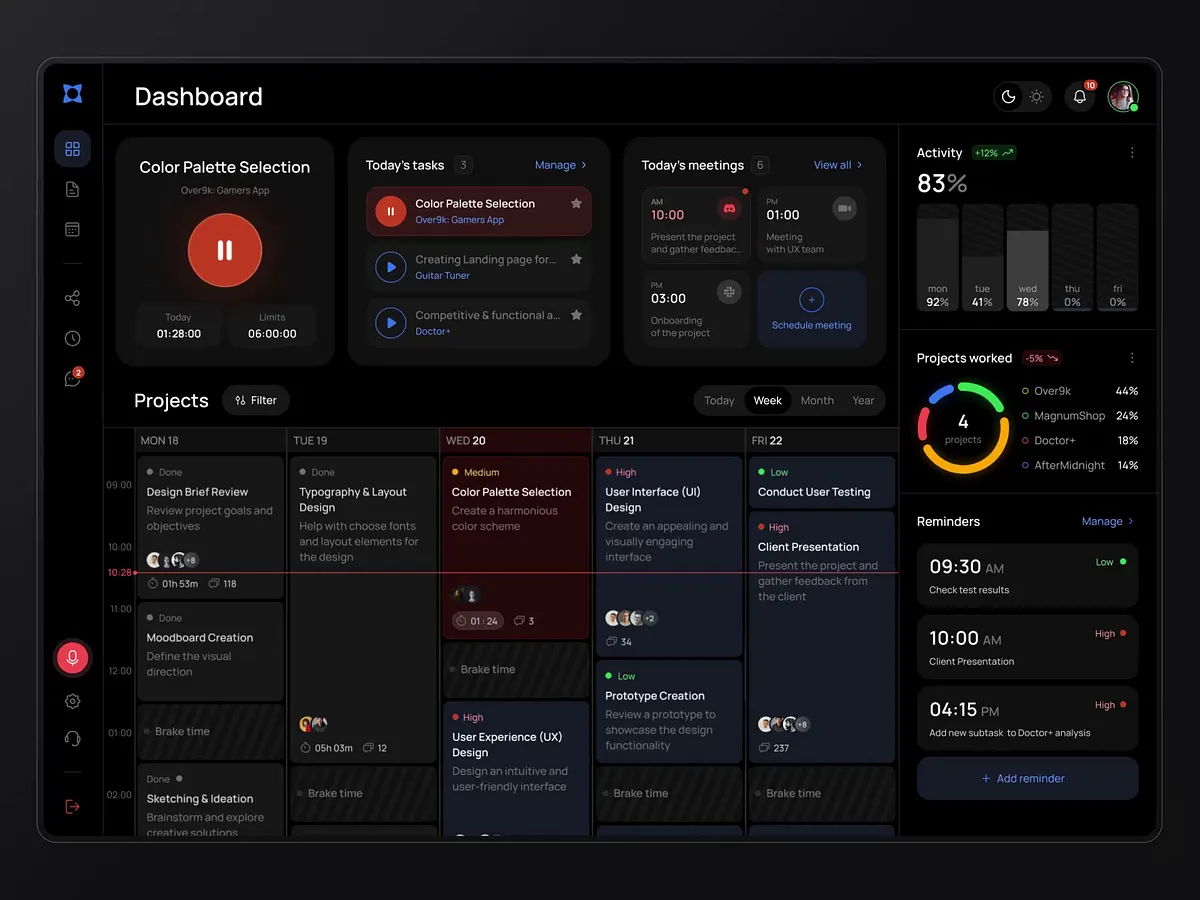 Dashboard
10
2
Color Palette Selection
Over9k: Gamers App
Today
01:28:00
Limits
06:00:00
Today's tasks
3
Manage
Color Palette Selection
Over9k: Gamers App
Creating Landing page for...
Guitar Tuner
Competitive & functional a...
Doctor+
Today's meetings
6
View all
AM
10:00
Present the project
and gather feedbac...
PM
01:00
Meeting
with UX team
PM
03:00
Onboarding
of the project
Schedule meeting
Projects
Filter
Today
Week
Month
Year
MON 18
TUE 19
WED 20
THU 21
FRI 22
09:00
10:00
10:28
11:00
12:00
01:00
02:00
Done
Design Brief Review
Review project goals and
objectives
+8
01h 53m
118
Done
Moodboard Creation
Define the visual
direction
Brake time
Done
Sketching & Ideation
Brainstorm and explore
creative solutions
Done
Typography & Layout
Design
Help with choose fonts
and layout elements for
the design
05h 03m
12
Brake time
Medium
Color Palette Selection
Create a harmonious
color scheme
01:24
3
Brake time
High
User Experience (UX)
Design
Design an intuitive and
user-friendly interface
High
User Interface (UI)
Design
Create an appealing and
visually engaging
interface
+2
34
Low
Prototype Creation
Review a prototype to
showcase the design
functionality
Brake time
Low
Conduct User Testing
High
Client Presentation
Present the project and
gather feedback from
the client
+8
237
Brake time
Activity
+12%
83%
mon
92%
tue
41%
wed
78%
thu
0%
fri
0%
Projects worked
-5%
4
projects
Over9k 44%
MagnumShop 24%
Doctor+ 18%
AfterMidnight 14%
Reminders
Manage
09:30 AM
Low
Check test results
10:00 AM
High
Client Presentation
04:15 PM
High
Add new subtask to Doctor+ analysis
+ Add reminder